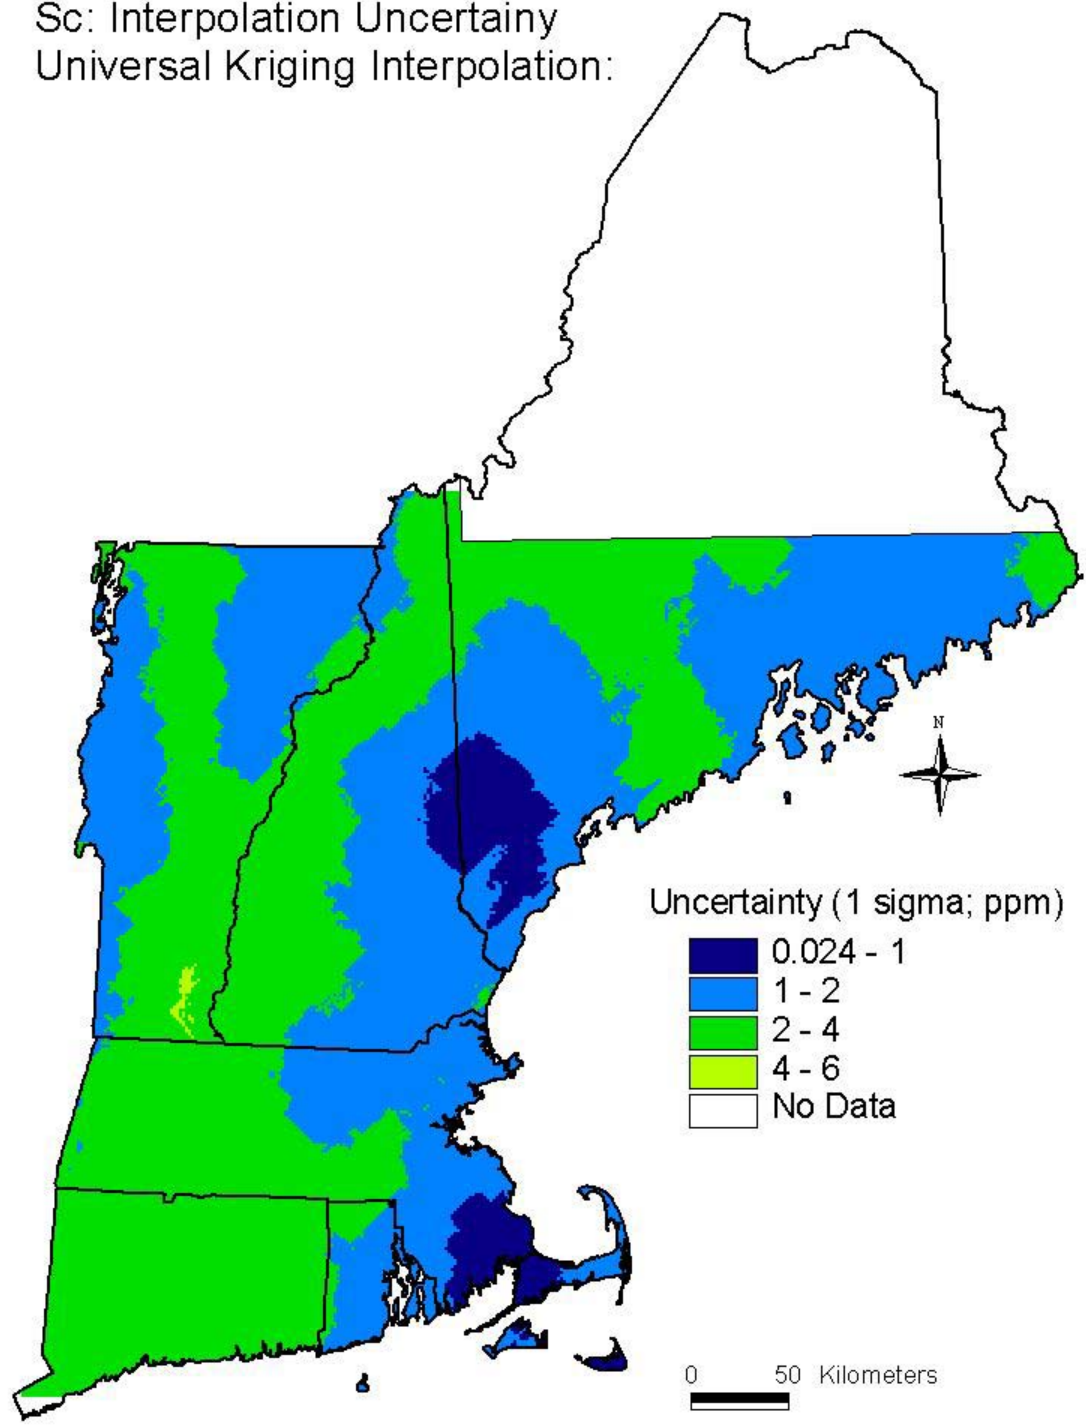 Sc: Interpolation Uncertainy
Universal Kriging Interpolation:
N
Uncertainty (1 sigma; ppm)
0.024 - 1
1 - 2
2 - 4
4 - 6
No Data
0 50 Kilometers